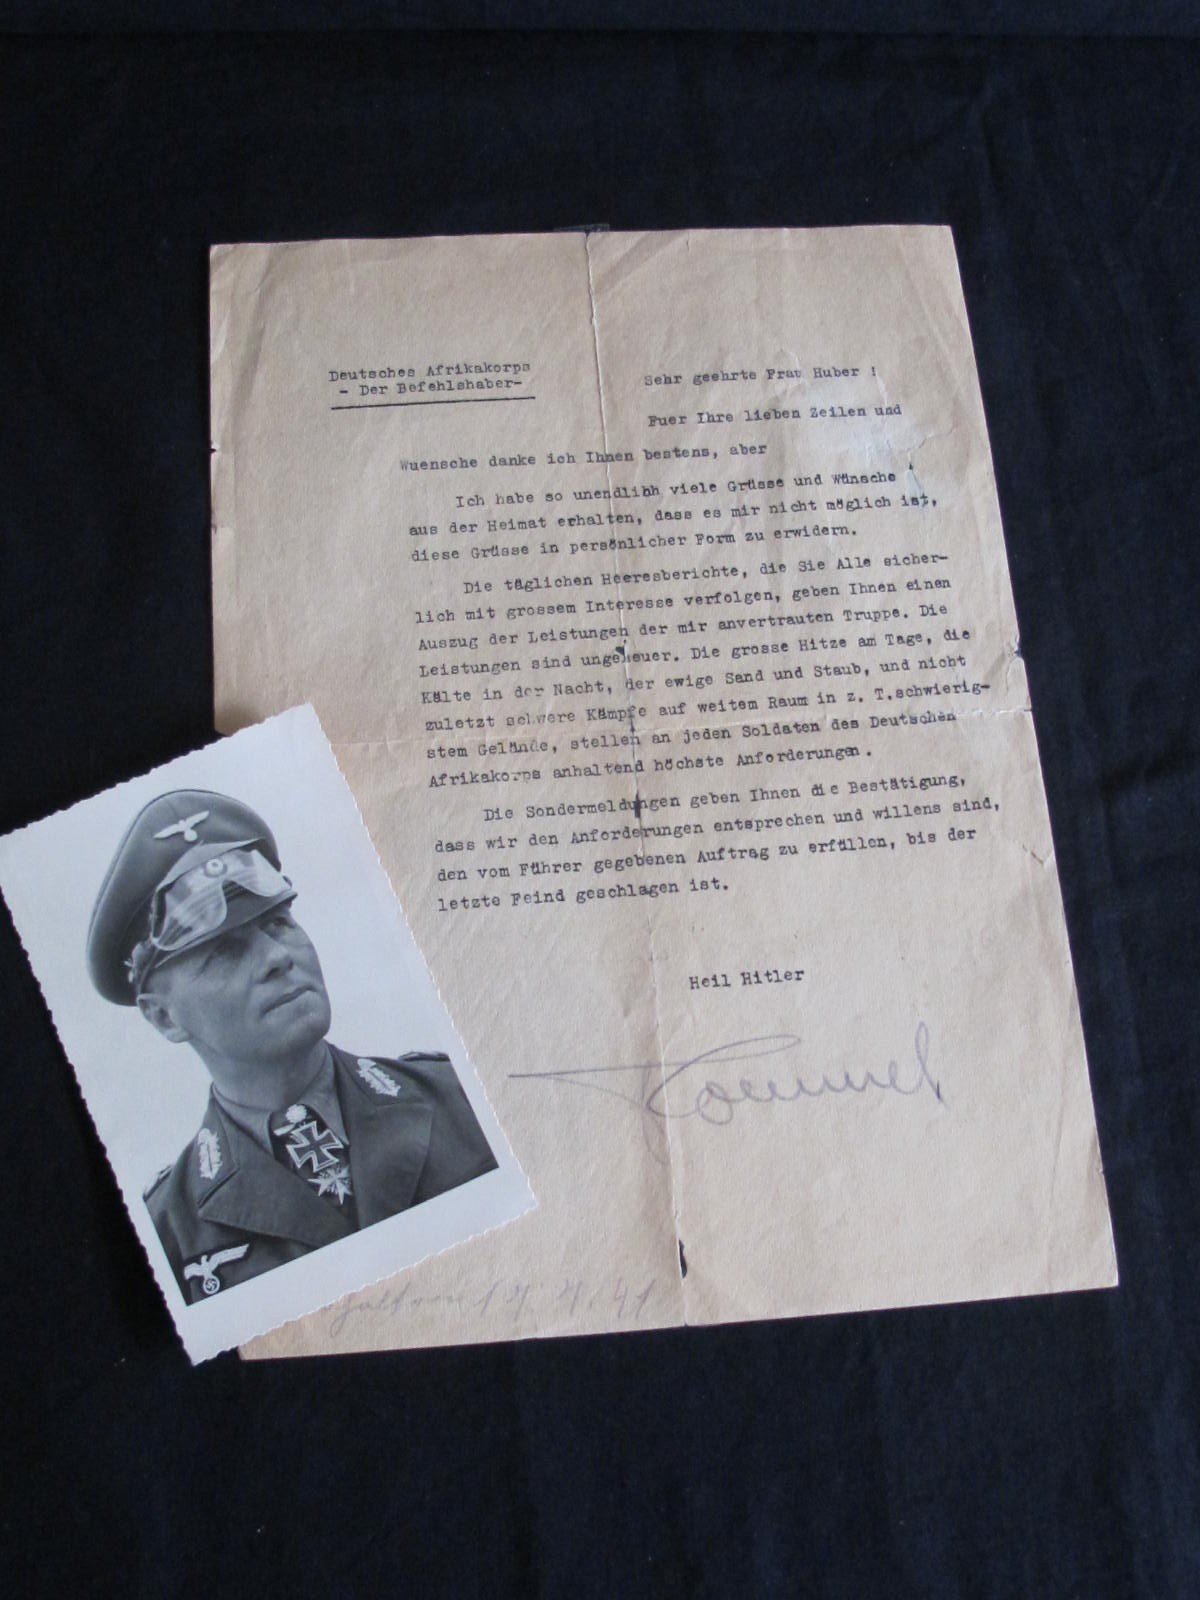 Deutsches Afrikakorps
- Der Befehlshaber-
Sehr geehrte Frau Huber !
Fuer Ihre lieben Zeilen und
Wuensche danke ich Ihnen bestens, aber
Ich habe so unendlihh viele Grüsse und Wünsche
aus der Heimat erhalten, dass es mir nicht möglich ist,
diese Grüsse in persönlicher Form zu erwidern.
Die täglichen Heeresberichte, die Sie Alle sicher-
lich mit grossem Interesse verfolgen, geben Ihnen einen
Auszug der Leistungen der mir anvertrauten Truppe. Die
Leistungen sind ungeheuer. Die grosse Hitze am Tage, die
Kälte in der Nacht, der ewige Sand und Staub, und nicht
zuletzt schwere Kämpfe auf weitem Raum in z. T.schwierig-
stem Gelände, stellen an jeden Soldaten des Deutschen
Afrikakorps anhaltend höchste Anforderungen.
Die Sondermeldungen geben Ihnen die Bestätigung,
dass wir den Anforderungen entsprechen und willens sind,
den vom Führer gegebenen Auftrag zu erfüllen, bis der
letzte Feind geschlagen ist.
Heil Hitler
Rommel